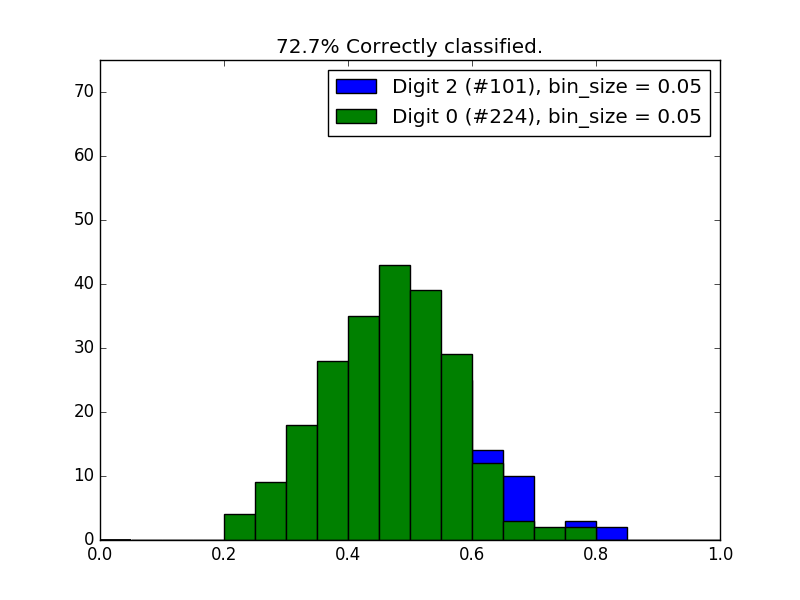 72.7% Correctly classified.
Digit 2 (#101), bin_size = 0.05
Digit 0 (#224), bin_size = 0.05
70
60
50
40
30
20
10
0
0.0 0.2 0.4 0.6 0.8 1.0